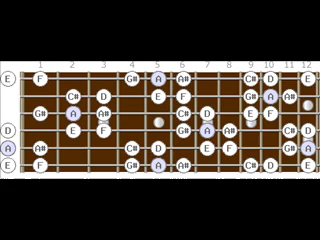 1 2 3 4 5 6 7 8 9 10 11 12
E F G# A A# C# D E
C# D E F G# A A#
G# A A# C# D E F
D E F G# A A# C# D
A A# C# D E F G# A
E F G# A A# C# D E